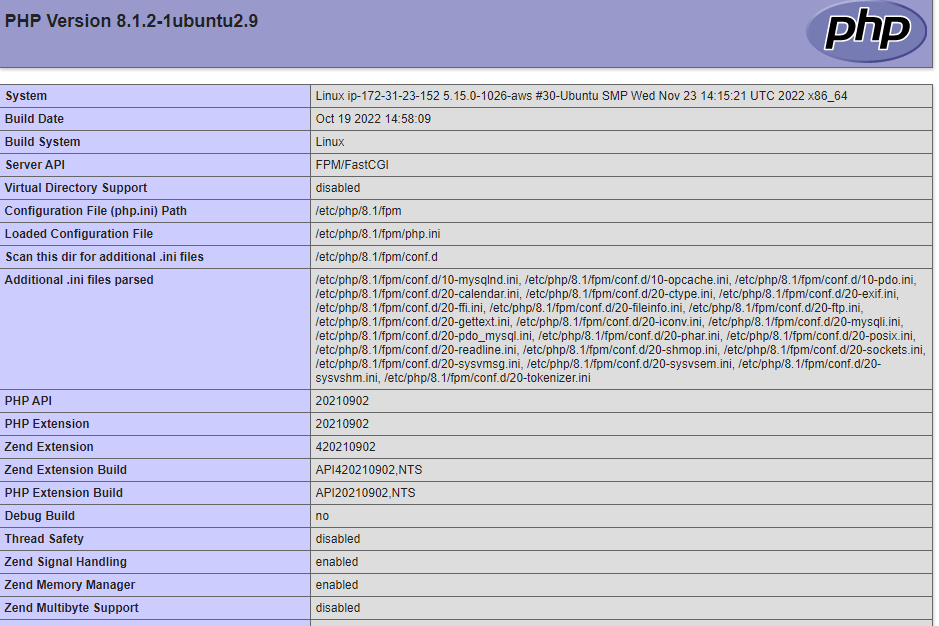 PHP Version 8.1.2-1ubuntu2.9
php
System Linux ip-172-31-23-152 5.15.0-1026-aws #30-Ubuntu SMP Wed Nov 23 14:15:21 UTC 2022 x86_64
Build Date Oct 19 2022 14:58:09
Build System Linux
Server API FPM/FastCGI
Virtual Directory Support disabled
Configuration File (php.ini) Path /etc/php/8.1/fpm
Loaded Configuration File /etc/php/8.1/fpm/php.ini
Scan this dir for additional .ini files /etc/php/8.1/fpm/conf.d
Additional .ini files parsed /etc/php/8.1/fpm/conf.d/10-mysqlnd.ini, /etc/php/8.1/fpm/conf.d/10-opcache.ini, /etc/php/8.1/fpm/conf.d/10-pdo.ini,
/etc/php/8.1/fpm/conf.d/20-calendar.ini, /etc/php/8.1/fpm/conf.d/20-ctype.ini, /etc/php/8.1/fpm/conf.d/20-exif.ini,
/etc/php/8.1/fpm/conf.d/20-ffi.ini, /etc/php/8.1/fpm/conf.d/20-fileinfo.ini, /etc/php/8.1/fpm/conf.d/20-ftp.ini,
/etc/php/8.1/fpm/conf.d/20-gettext.ini, /etc/php/8.1/fpm/conf.d/20-iconv.ini, /etc/php/8.1/fpm/conf.d/20-mysqli.ini,
/etc/php/8.1/fpm/conf.d/20-pdo_mysql.ini, /etc/php/8.1/fpm/conf.d/20-phar.ini, /etc/php/8.1/fpm/conf.d/20-posix.ini,
/etc/php/8.1/fpm/conf.d/20-readline.ini, /etc/php/8.1/fpm/conf.d/20-shmop.ini, /etc/php/8.1/fpm/conf.d/20-sockets.ini,
/etc/php/8.1/fpm/conf.d/20-sysvmsg.ini, /etc/php/8.1/fpm/conf.d/20-sysvsem.ini, /etc/php/8.1/fpm/conf.d/20-
sysvshm.ini, /etc/php/8.1/fpm/conf.d/20-tokenizer.ini
PHP API 20210902
PHP Extension 20210902
Zend Extension 420210902
Zend Extension Build API420210902,NTS
PHP Extension Build API20210902,NTS
Debug Build no
Thread Safety disabled
Zend Signal Handling enabled
Zend Memory Manager enabled
Zend Multibyte Support disabled